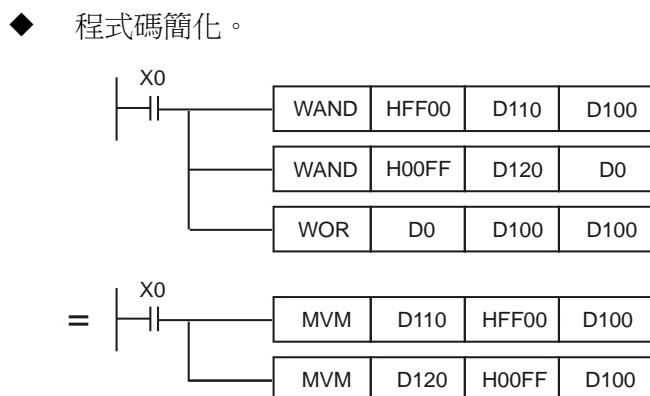 ◆ 程式碼簡化。
X0
WAND HFF00 D110 D100
WAND H00FF D120 D0
WOR D0 D100 D100
X0
= MVM D110 HFF00 D100
MVM D120 H00FF D100